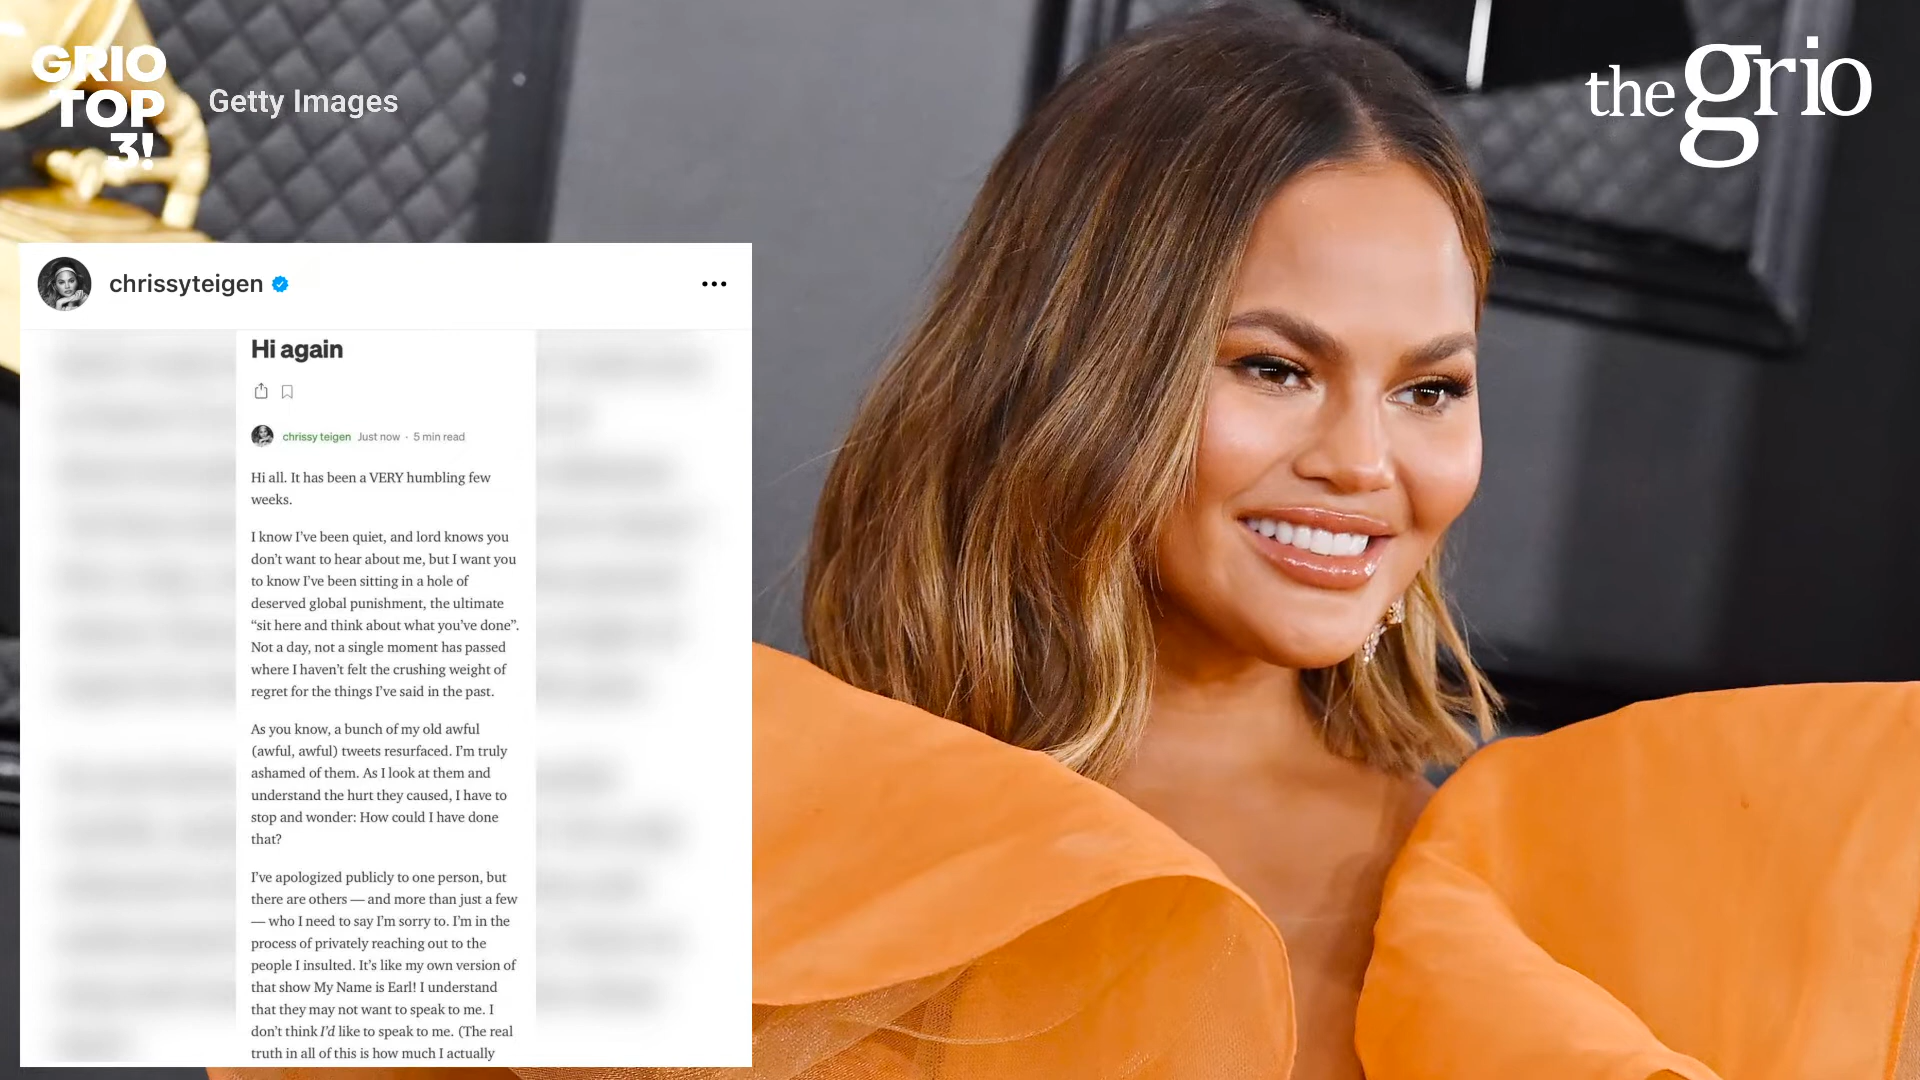 GRIO
TOP
3!
Getty Images
the grio
chrissyteigen
Hi again
chrissy teigen Just now · 5 min read
Hi all. It has been a VERY humbling few
weeks.
I know I’ve been quiet, and lord knows you
don’t want to hear about me, but I want you
to know I’ve been sitting in a hole of
deserved global punishment, the ultimate
“sit here and think about what you’ve done”.
Not a day, not a single moment has passed
where I haven’t felt the crushing weight of
regret for the things I’ve said in the past.
As you know, a bunch of my old awful
(awful, awful) tweets resurfaced. I’m truly
ashamed of them. As I look at them and
understand the hurt they caused, I have to
stop and wonder: How could I have done
that?
I’ve apologized publicly to one person, but
there are others — and more than just a few
— who I need to say I’m sorry to. I’m in the
process of privately reaching out to the
people I insulted. It’s like my own version of
that show My Name is Earl! I understand
that they may not want to speak to me. I
don’t think I’d like to speak to me. (The real
truth in all of this is how much I actually